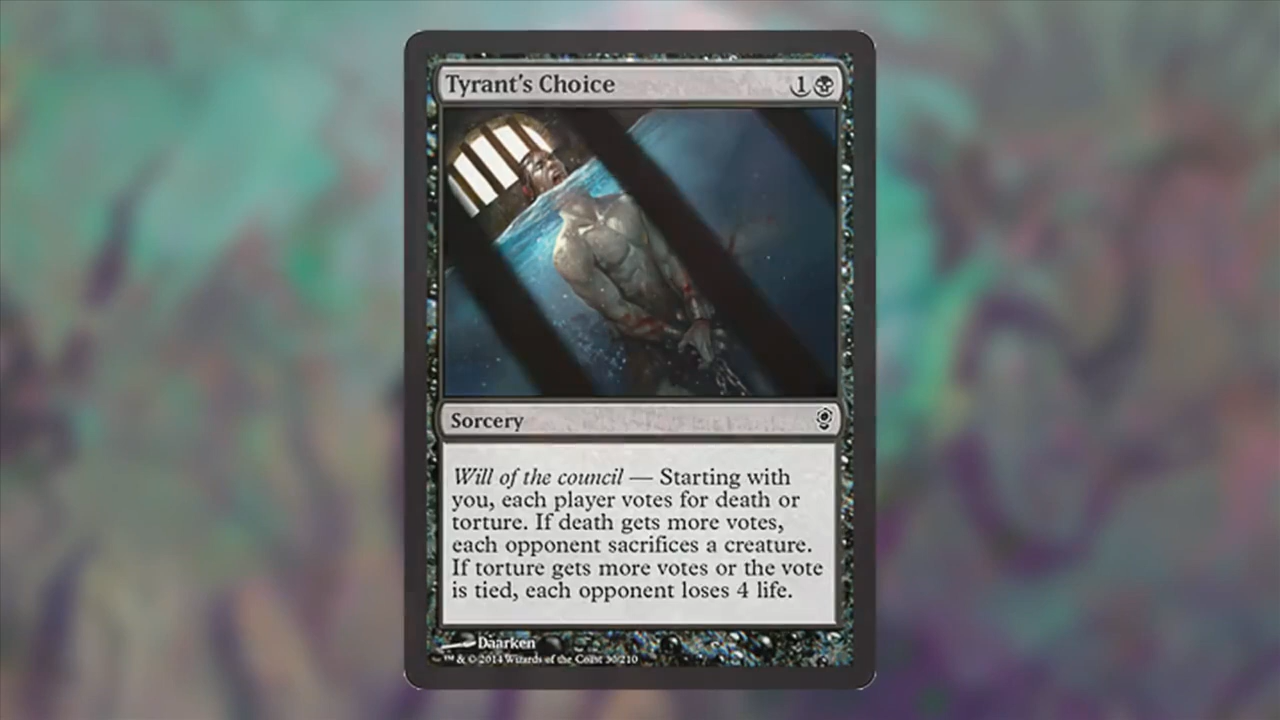 Tyrant's Choice 1
Sorcery
Will of the council — Starting with
you, each player votes for death or
torture. If death gets more votes,
each opponent sacrifices a creature.
If torture gets more votes or the vote
is tied, each opponent loses 4 life.
Daarken
™ & © 2014 Wizards of the Coast 30/210